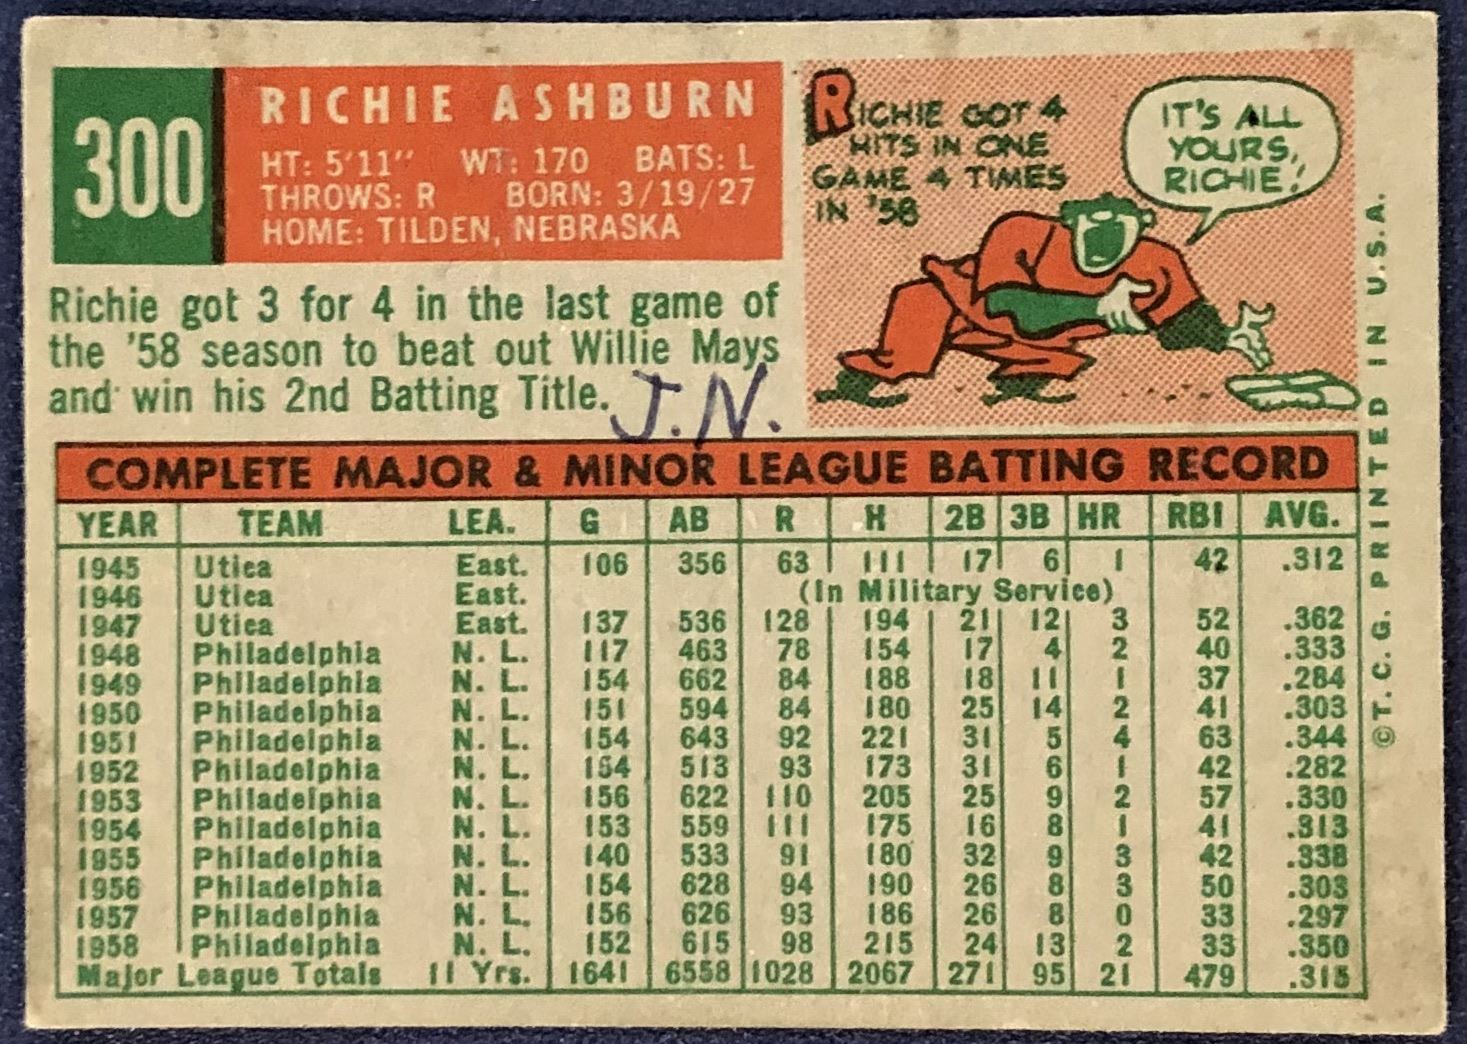 300
RICHIE ASHBURN
HT: 5'11" WT: 170 BATS: L
THROWS: R BORN: 3/19/27
HOME: TILDEN, NEBRASKA
Richie got 3 for 4 in the last game of
the '58 season to beat out Willie Mays
and win his 2nd Batting Title.
J.N.
RICHIE GOT 4
HITS IN ONE
GAME 4 TIMES
IN '58
IT'S ALL
YOURS,
RICHIE!
COMPLETE MAJOR & MINOR LEAGUE BATTING RECORD
YEAR TEAM LEA. G AB R H 2B 3B HR RBI AVG.
1945 Utica East. 106 356 63 111 17 6 1 42 .312
1946 Utica East. (In Military Service)
1947 Utica East. 137 536 128 194 21 12 3 52 .362
1948 Philadelphia N. L. 117 463 78 154 17 4 2 40 .333
1949 Philadelphia N. L. 154 662 84 188 18 11 1 37 .284
1950 Philadelphia N. L. 151 594 84 180 25 14 2 41 .303
1951 Philadelphia N. L. 154 643 92 221 31 5 4 63 .344
1952 Philadelphia N. L. 154 513 93 173 31 6 1 42 .282
1953 Philadelphia N. L. 156 622 110 205 25 9 2 57 .330
1954 Philadelphia N. L. 153 559 111 175 16 8 1 41 .313
1955 Philadelphia N. L. 140 533 91 180 32 9 3 42 .338
1956 Philadelphia N. L. 154 628 94 190 26 8 3 50 .303
1957 Philadelphia N. L. 156 626 93 186 26 8 0 33 .297
1958 Philadelphia N. L. 152 615 98 215 24 13 2 33 .350
Major League Totals 11 Yrs. 1641 6558 1028 2067 271 95 21 479 .315
©T.C.G. PRINTED IN U.S.A.